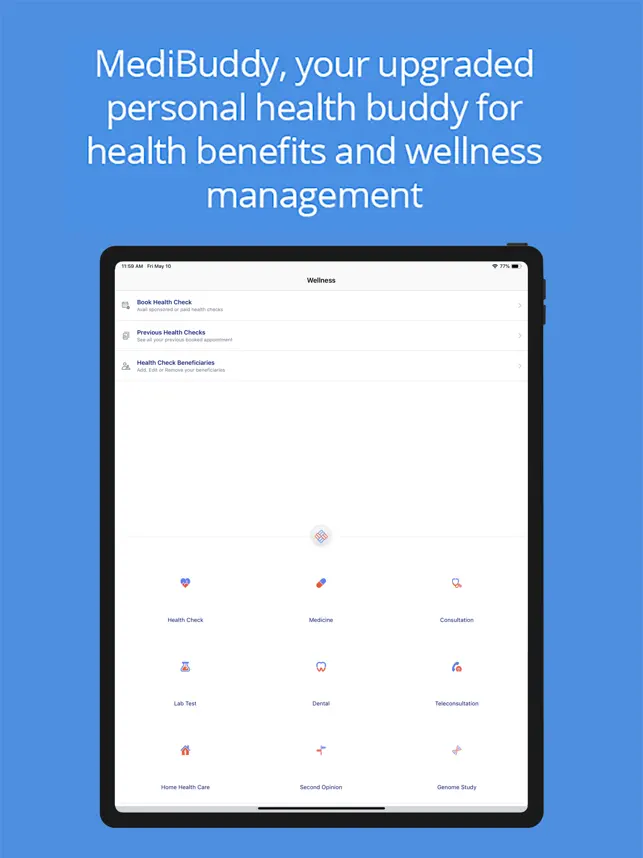 MediBuddy, your upgraded
personal health buddy for
health benefits and wellness
management
11:59 AM Fri May 10
77%
Wellness
Book Health Check
Avail sponsored or paid health checks
Previous Health Checks
See all your previous booked appointment
Health Check Beneficiaries
Add, Edit or Remove your beneficiaries
Health Check Medicine Consultation
Lab Test Dental Teleconsultation
Home Health Care Second Opinion Genome Study